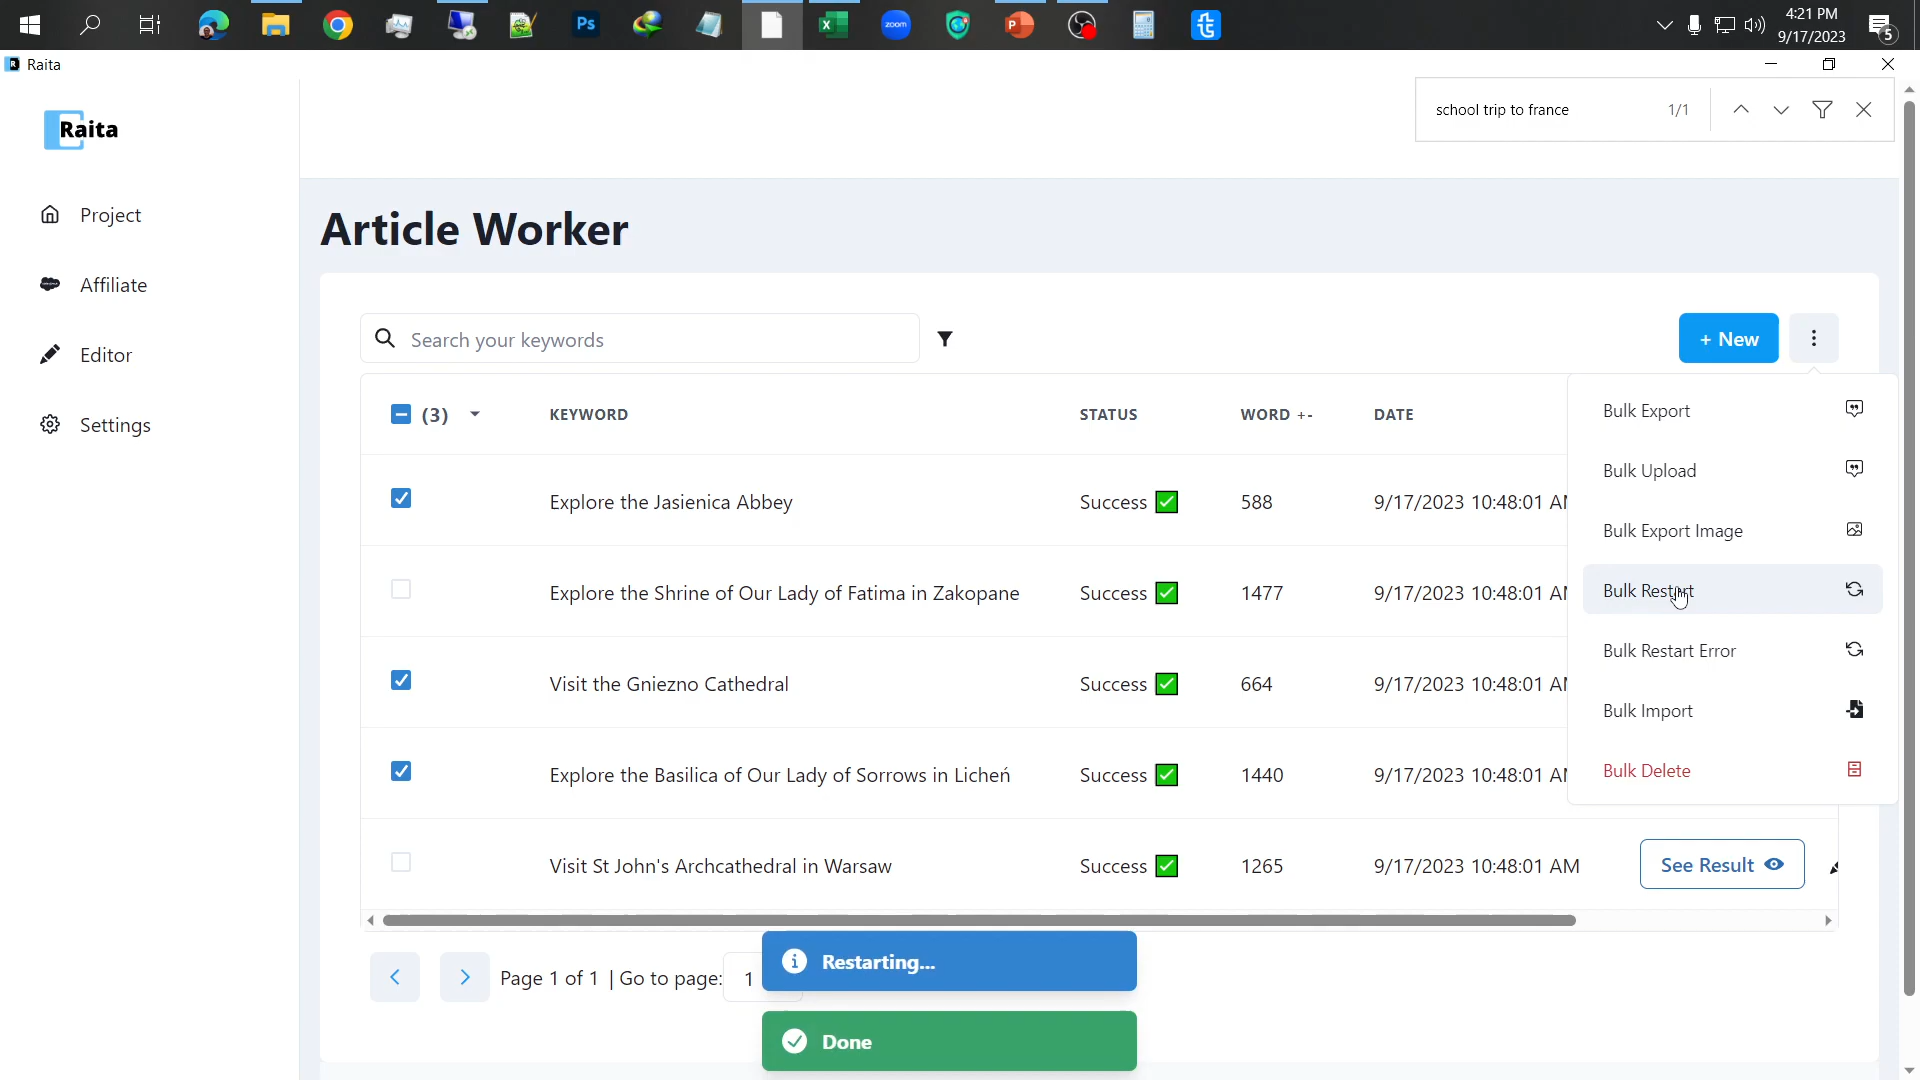 Ps
zoom
4:21 PM
9/17/2023
5
Raita
school trip to france 1/1
Raita
Project
Affiliate
Editor
Settings
Article Worker
Search your keywords
+ New
(3) KEYWORD STATUS WORD +- DATE
Explore the Jasienica Abbey Success 588 9/17/2023 10:48:01 AM
Explore the Shrine of Our Lady of Fatima in Zakopane Success 1477 9/17/2023 10:48:01 AM
Visit the Gniezno Cathedral Success 664 9/17/2023 10:48:01 AM
Explore the Basilica of Our Lady of Sorrows in Licheń Success 1440 9/17/2023 10:48:01 AM
Visit St John's Archcathedral in Warsaw Success 1265 9/17/2023 10:48:01 AM See Result
Bulk Export
Bulk Upload
Bulk Export Image
Bulk Restart
Bulk Restart Error
Bulk Import
Bulk Delete
Page 1 of 1 | Go to page: 1
Restarting...
Done